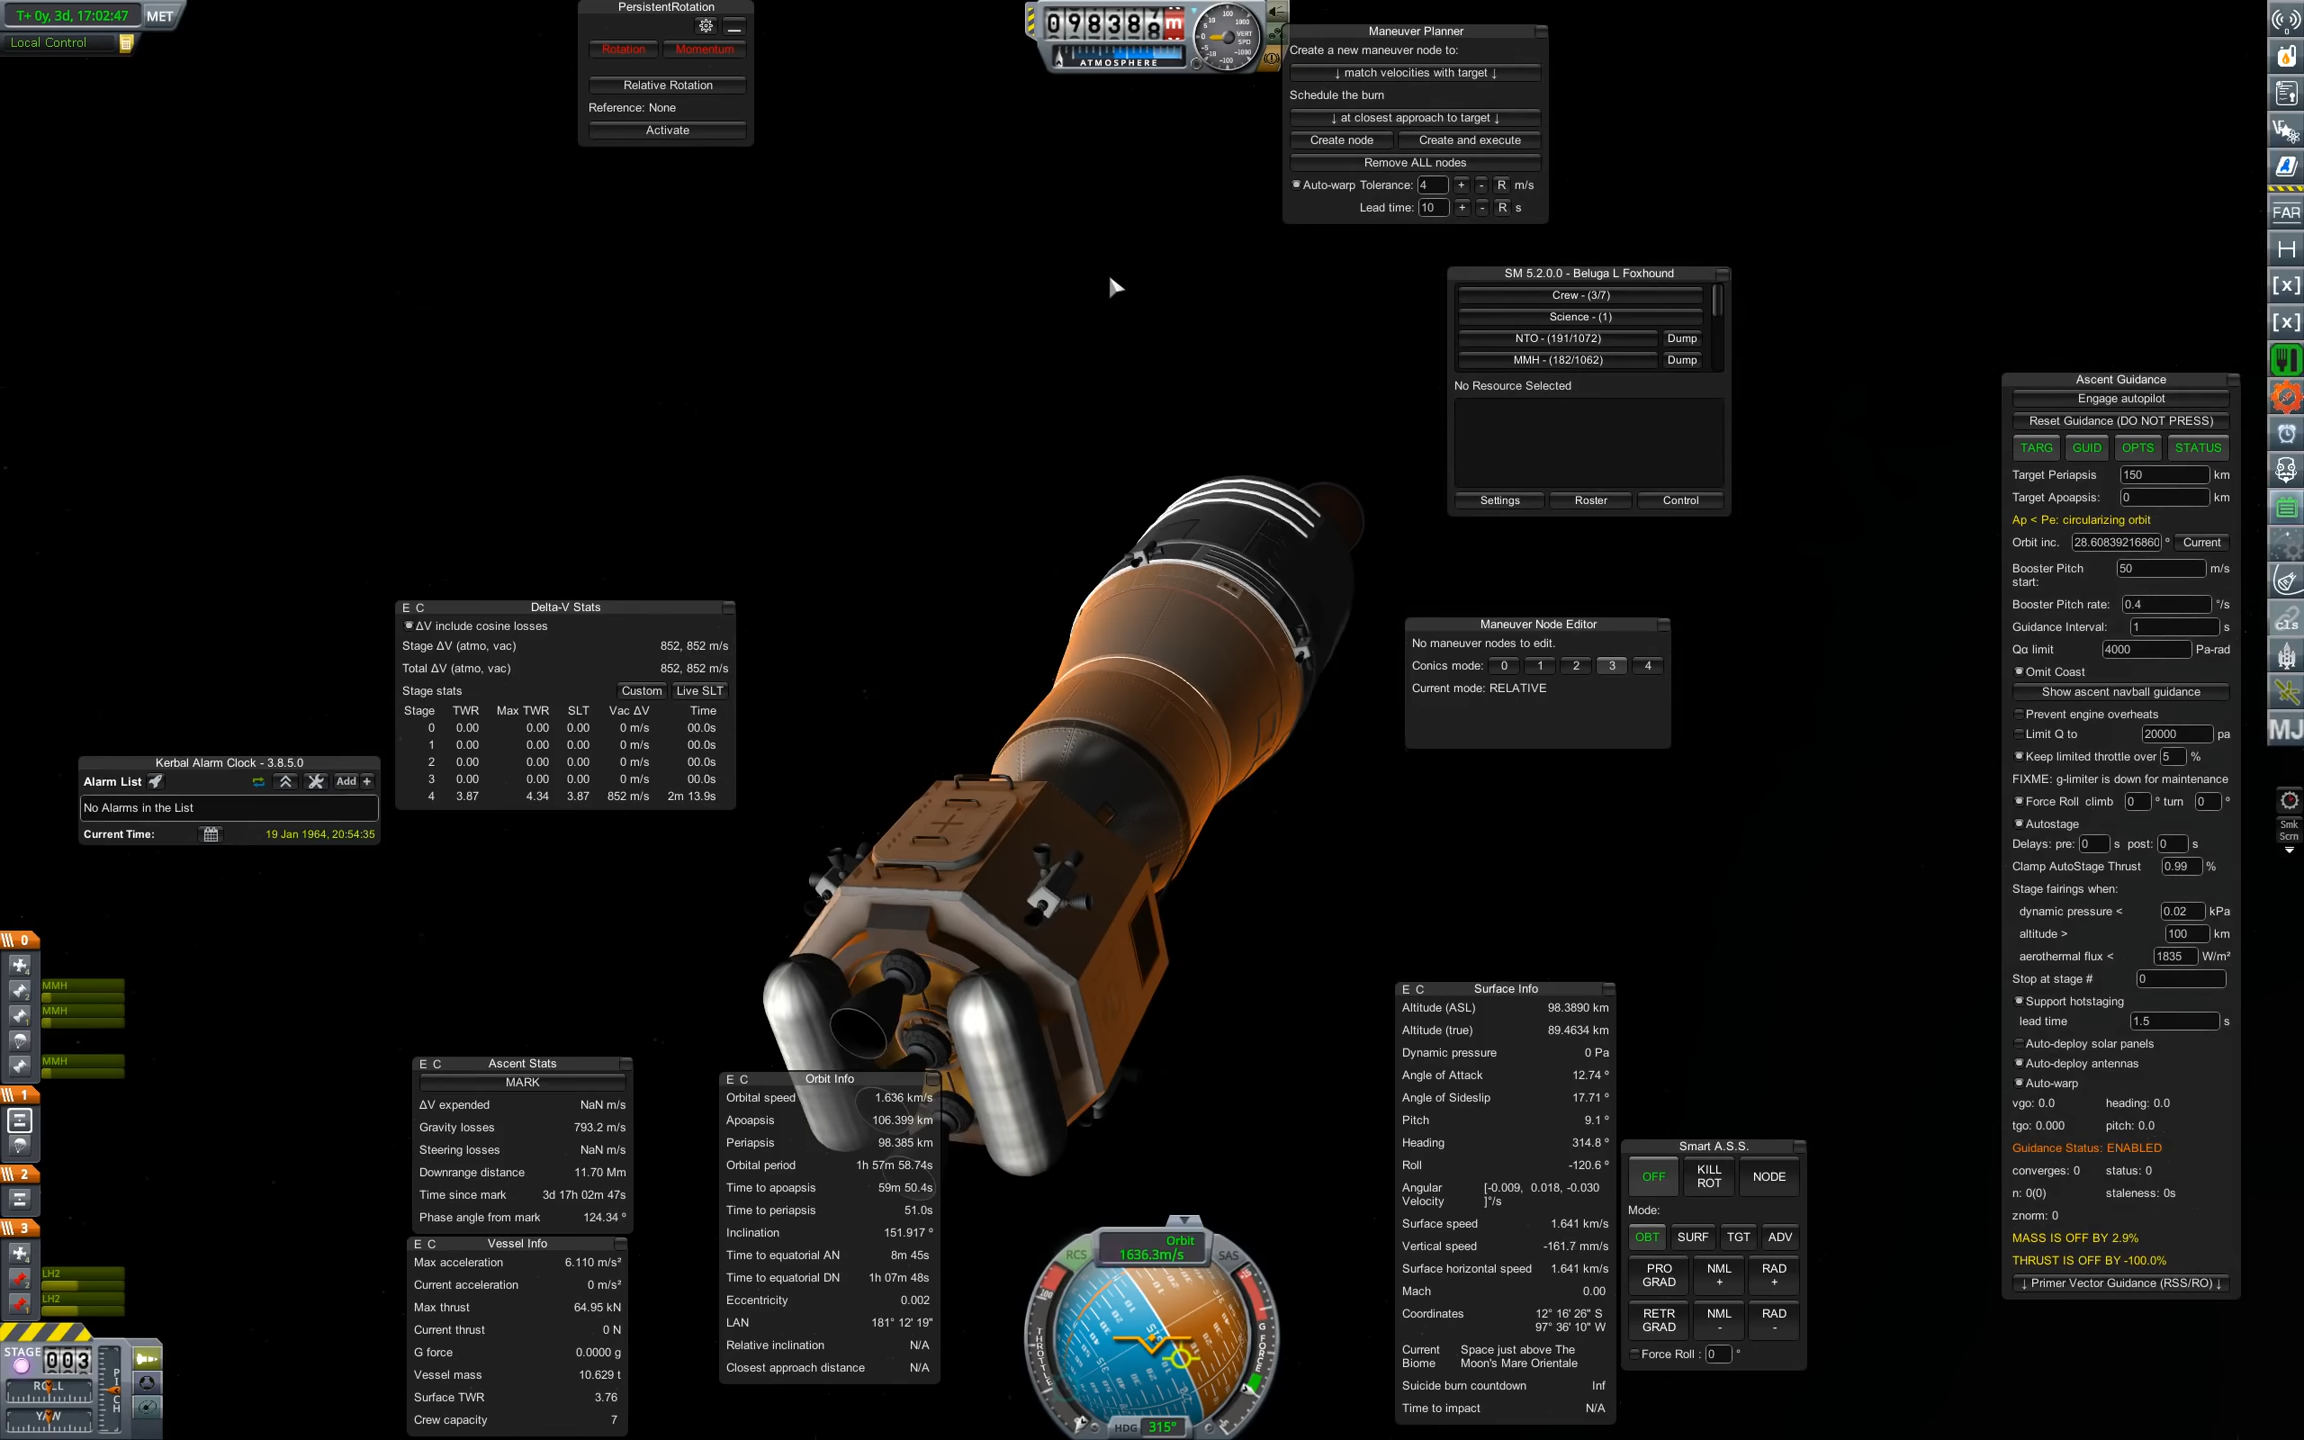 T+ 0y, 3d, 17:02:47 MET
Local Control
PersistentRotation
Rotation Momentum
Relative Rotation
Reference: None
Activate
ATMOSPHERE
VERT SPD
Maneuver Planner
Create a new maneuver node to:
↓ match velocities with target ↓
Schedule the burn
↓ at closest approach to target ↓
Create node Create and execute
Remove ALL nodes
Auto-warp Tolerance: 4 + - R m/s
Lead time: 10 + - R s
SM 5.2.0.0 - Beluga L Foxhound
Crew - (3/7)
Science - (1)
NTO - (191/1072) Dump
MMH - (182/1062) Dump
No Resource Selected
Settings Roster Control
Maneuver Node Editor
No maneuver nodes to edit.
Conics mode: 0 1 2 3 4
Current mode: RELATIVE
E C Delta-V Stats
ΔV include cosine losses
Stage ΔV (atmo, vac) 852, 852 m/s
Total ΔV (atmo, vac) 852, 852 m/s
Stage stats Custom Live SLT
Stage TWR Max TWR SLT Vac ΔV Time
0 0.00 0.00 0.00 0 m/s 00.0s
1 0.00 0.00 0.00 0 m/s 00.0s
2 0.00 0.00 0.00 0 m/s 00.0s
3 0.00 0.00 0.00 0 m/s 00.0s
4 3.87 4.34 3.87 852 m/s 2m 13.9s
Kerbal Alarm Clock - 3.8.5.0
Alarm List Add +
No Alarms in the List
Current Time: 19 Jan 1964, 20:54:35
0
MMH
MMH
MMH
1
2
3
LH2
LH2
STAGE 003
ROLL
YAW
PITCH
E C Ascent Stats
MARK
ΔV expended NaN m/s
Gravity losses 793.2 m/s
Steering losses NaN m/s
Downrange distance 11.70 Mm
Time since mark 3d 17h 02m 47s
Phase angle from mark 124.34 º
E C Vessel Info
Max acceleration 6.110 m/s²
Current acceleration 0 m/s²
Max thrust 64.95 kN
Current thrust 0 N
G force 0.0000 g
Vessel mass 10.629 t
Surface TWR 3.76
Crew capacity 7
E C Orbit Info
Orbital speed 1.636 km/s
Apoapsis 106.399 km
Periapsis 98.385 km
Orbital period 1h 57m 58.74s
Time to apoapsis 59m 50.4s
Time to periapsis 51.0s
Inclination 151.917 º
Time to equatorial AN 8m 45s
Time to equatorial DN 1h 07m 48s
Eccentricity 0.002
LAN 181° 12' 19"
Relative inclination N/A
Closest approach distance N/A
RCS Orbit 1636.3m/s SAS
THROTTLE
G FORCE
HDG 315°
E C Surface Info
Altitude (ASL) 98.3890 km
Altitude (true) 89.4634 km
Dynamic pressure 0 Pa
Angle of Attack 12.74 º
Angle of Sideslip 17.71 º
Pitch 9.1 º
Heading 314.8 º
Roll -120.6 º
Angular Velocity [-0.009, 0.018, -0.030 ]°/s
Surface speed 1.641 km/s
Vertical speed -161.7 mm/s
Surface horizontal speed 1.641 km/s
Mach 0.00
Coordinates 12° 16' 26" S
97° 36' 10" W
Current Biome Space just above The Moon's Mare Orientale
Suicide burn countdown Inf
Time to impact N/A
Smart A.S.S.
OFF KILL ROT NODE
Mode:
OBT SURF TGT ADV
PRO GRAD NML + RAD +
RETR GRAD NML - RAD -
Force Roll : 0 °
Ascent Guidance
Engage autopilot
Reset Guidance (DO NOT PRESS)
TARG GUID OPTS STATUS
Target Periapsis 150 km
Target Apoapsis: 0 km
Ap < Pe: circularizing orbit
Orbit inc. 28.60839216860 º Current
Booster Pitch start: 50 m/s
Booster Pitch rate: 0.4 °/s
Guidance Interval: 1 s
Qα limit 4000 Pa-rad
Omit Coast
Show ascent navball guidance
Prevent engine overheats
Limit Q to 20000 pa
Keep limited throttle over 5 %
FIXME: g-limiter is down for maintenance
Force Roll climb 0 ° turn 0 °
Autostage
Delays: pre: 0 s post: 0 s
Clamp AutoStage Thrust 0.99 %
Stage fairings when:
dynamic pressure < 0.02 kPa
altitude > 100 km
aerothermal flux < 1835 W/m²
Stop at stage # 0
Support hotstaging
lead time 1.5 s
Auto-deploy solar panels
Auto-deploy antennas
Auto-warp
vgo: 0.0 heading: 0.0
tgo: 0.000 pitch: 0.0
Guidance Status: ENABLED
converges: 0 status: 0
n: 0(0) staleness: 0s
znorm: 0
MASS IS OFF BY 2.9%
THRUST IS OFF BY -100.0%
↓ Primer Vector Guidance (RSS/RO) ↓
FAR
H
[x]
[x]
cls
MJ
Smk
Scrn